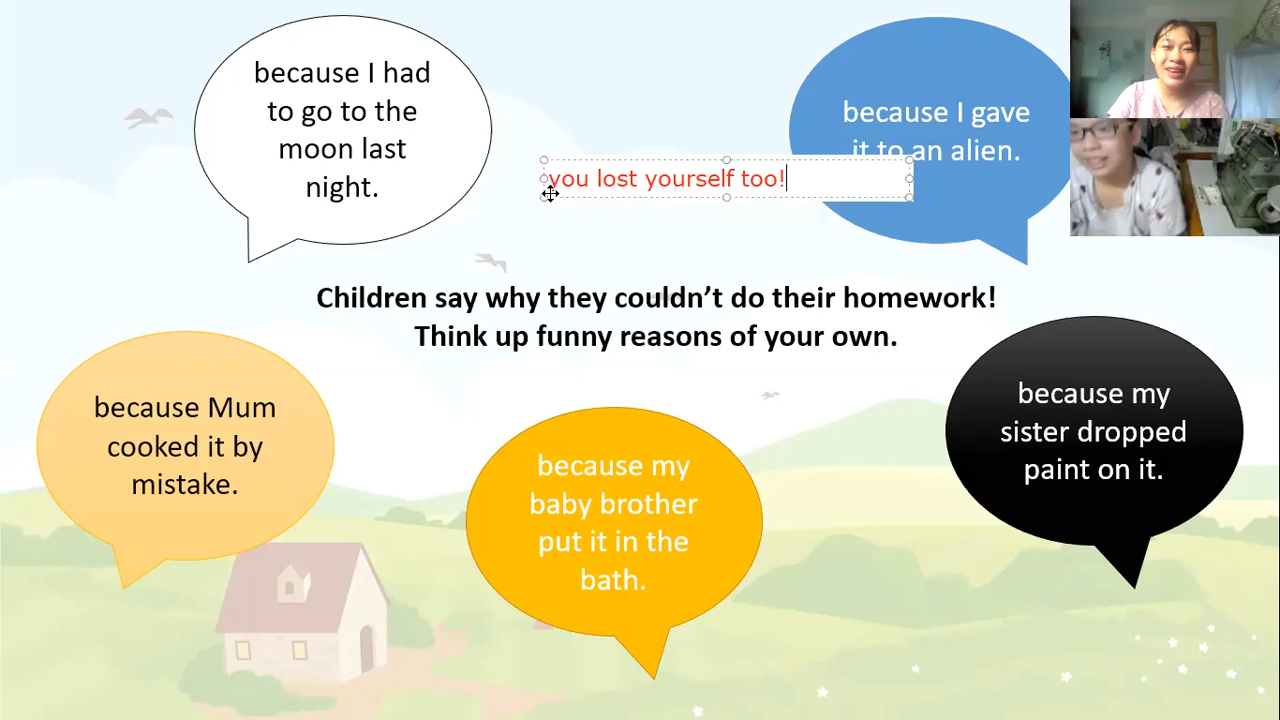 because I had
to go to the
moon last
night.
because I gave
it to an alien.
you lost yourself too!
Children say why they couldn’t do their homework!
Think up funny reasons of your own.
because Mum
cooked it by
mistake.
because my
baby brother
put it in the
bath.
because my
sister dropped
paint on it.